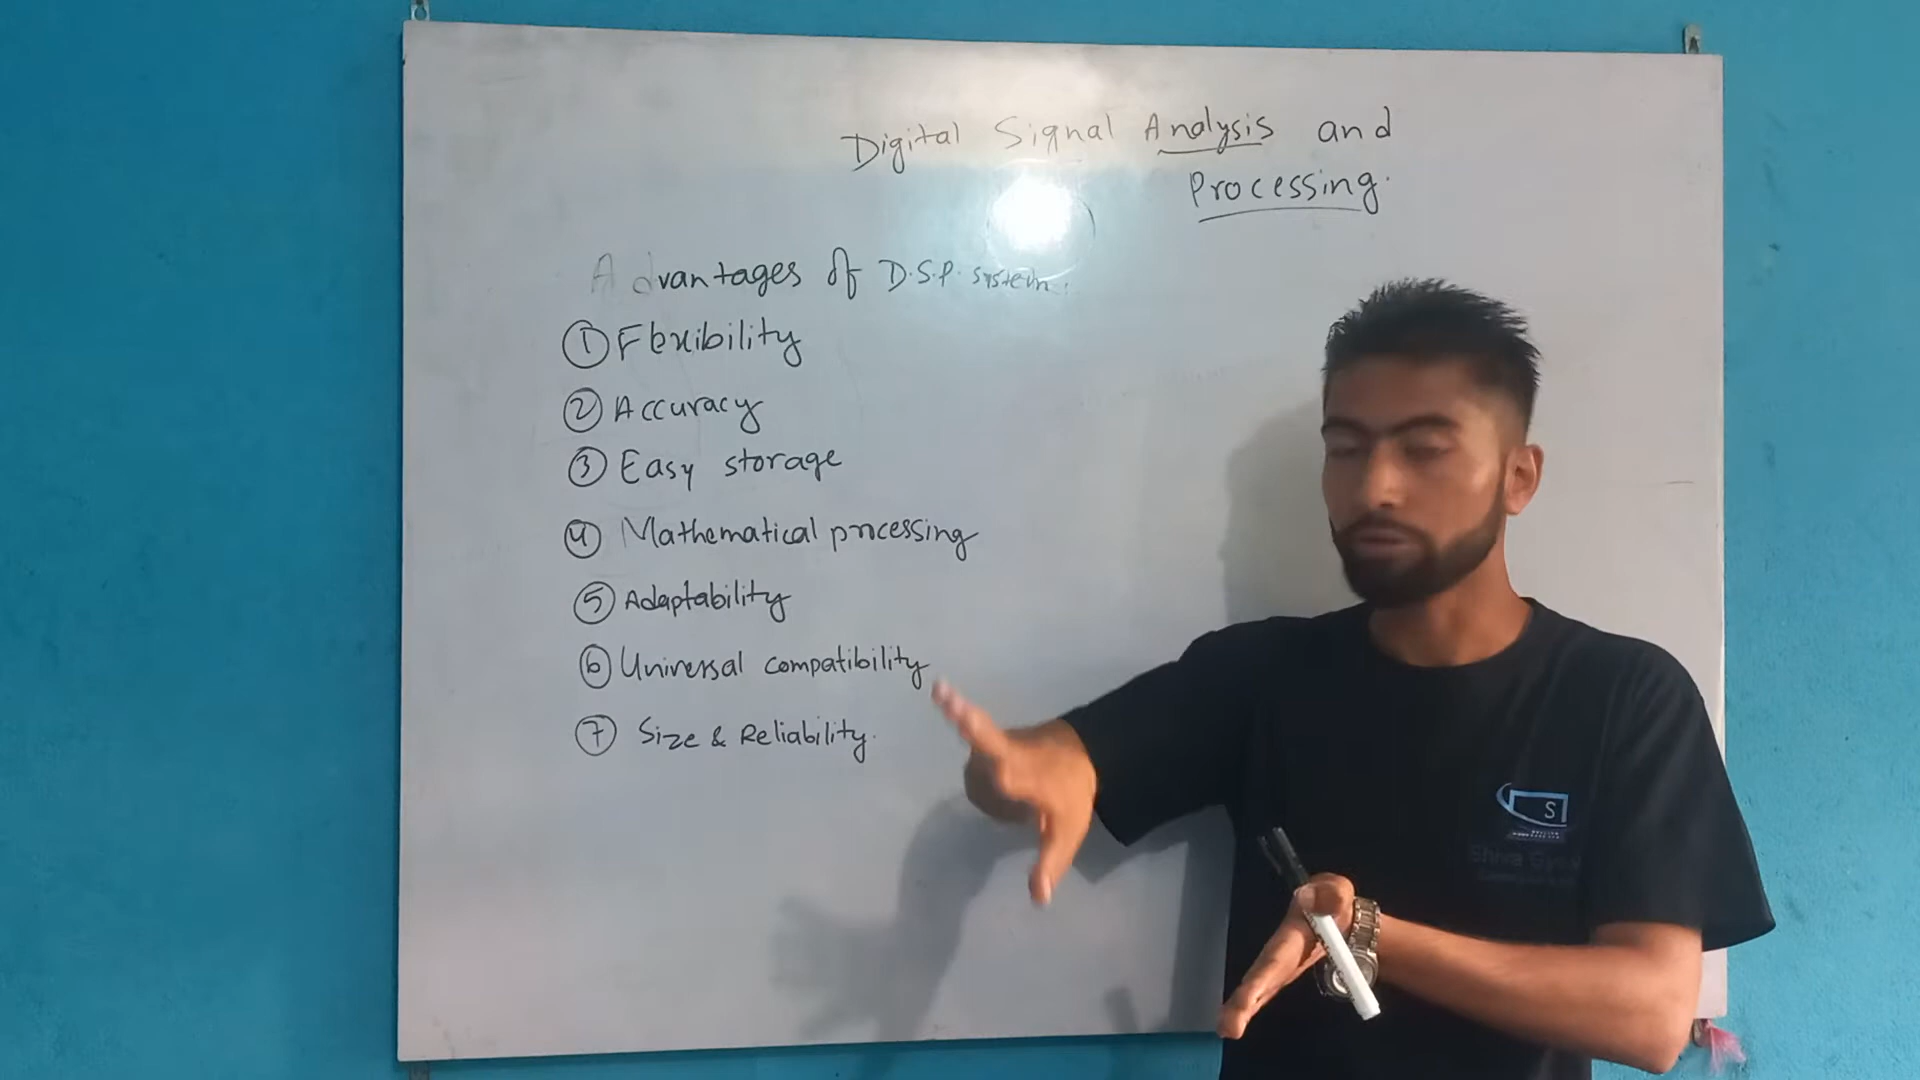 Digital Signal Analysis and
Processing.
Advantages of D.S.P. system.
① Flexibility
② Accuracy
③ Easy storage
④ Mathematical processing
⑤ Adaptability
⑥ Universal compatibility
⑦ Size & Reliability.
S